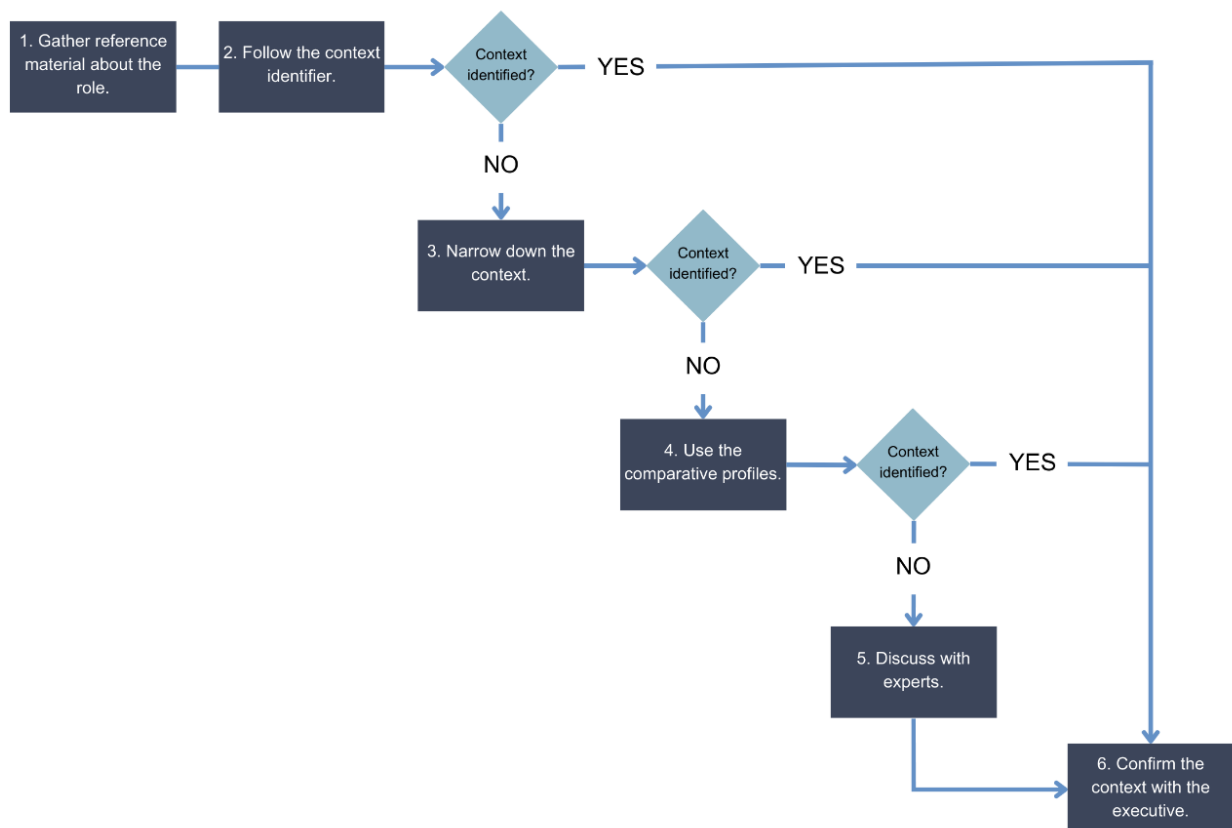 1. Gather reference
material about the
role.
2. Follow the context
identifier.
Context
identified?
YES
NO
3. Narrow down the
context.
Context
identified?
YES
NO
4. Use the
comparative profiles.
Context
identified?
YES
NO
5. Discuss with
experts.
6. Confirm the
context with the
executive.